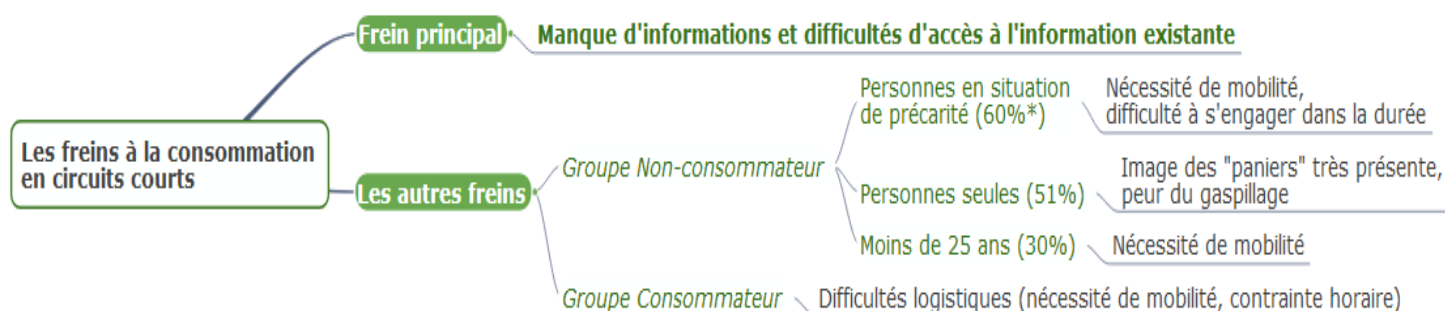 Frein principal
Manque d'informations et difficultés d'accès à l'information existante
Les freins à la consommation
en circuits courts
Les autres freins
Groupe Non-consommateur
Personnes en situation
de précarité (60%*)
Nécessité de mobilité,
difficulté à s'engager dans la durée
Personnes seules (51%)
Image des "paniers" très présente,
peur du gaspillage
Moins de 25 ans (30%)
Nécessité de mobilité
Groupe Consommateur
Difficultés logistiques (nécessité de mobilité, contrainte horaire)